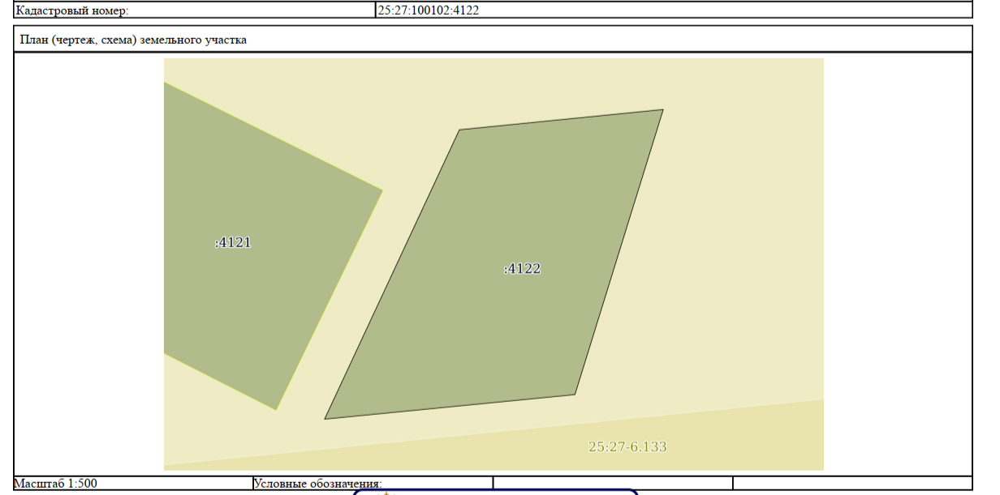 Кадастровый номер: 25:27:100102:4122
План (чертеж, схема) земельного участка
:4121
:4122
25:27-6.133
Масштаб 1:500 Условные обозначения: